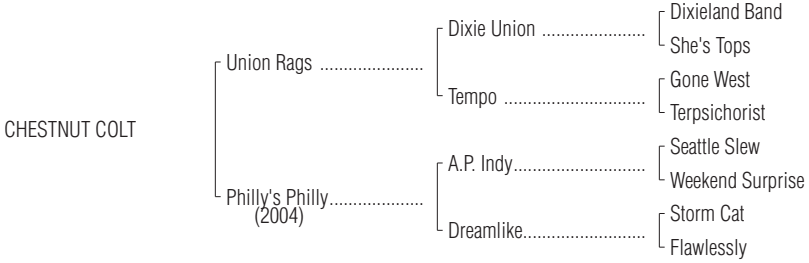 Dixieland Band
Dixie Union ......................
She's Tops
Union Rags ......................
Gone West
Tempo ..............................
Terpsichorist
CHESTNUT COLT
Seattle Slew
A.P. Indy............................
Weekend Surprise
Philly's Philly....................
(2004)
Storm Cat
Dreamlike..........................
Flawlessly